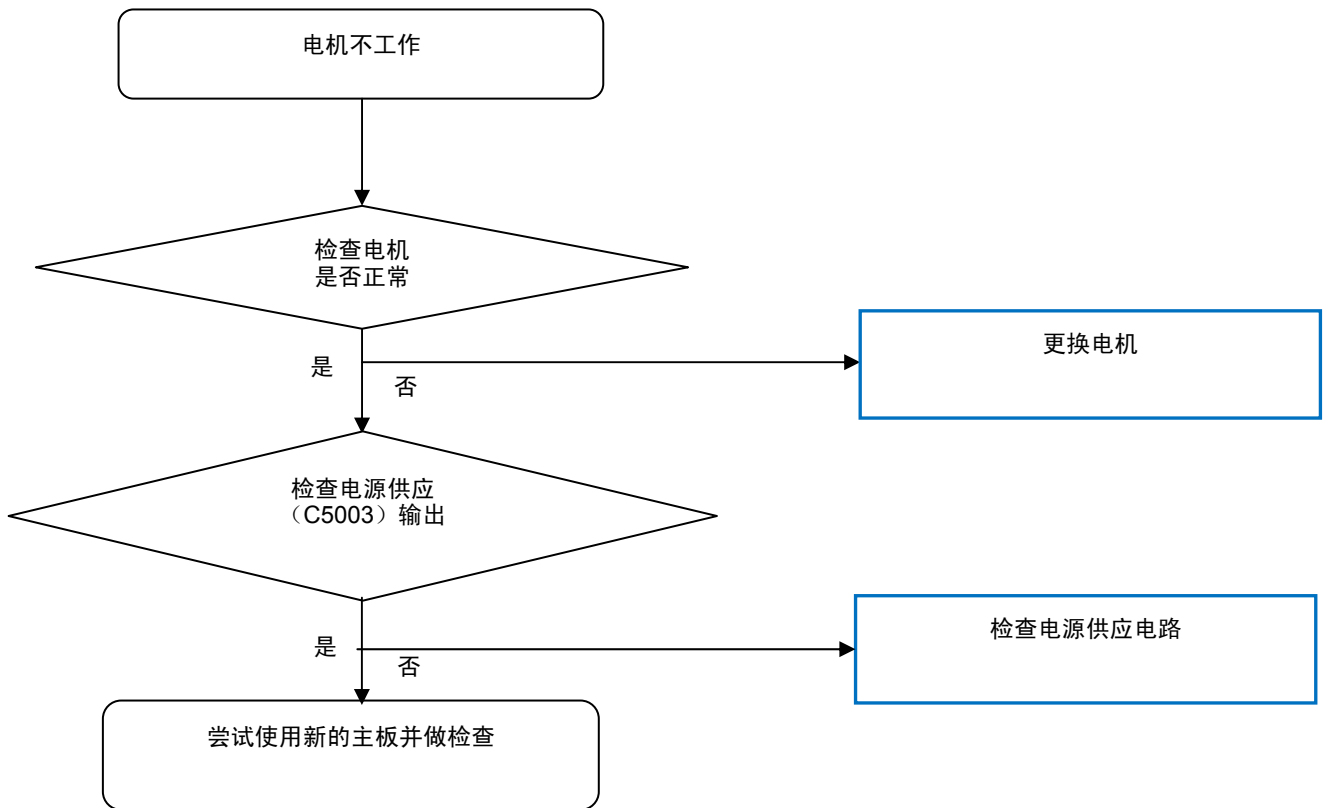 电机不工作
检查电机
是否正常
更换电机
是
否
检查电源供应
（C5003）输出
检查电源供应电路
是
否
尝试使用新的主板并做检查